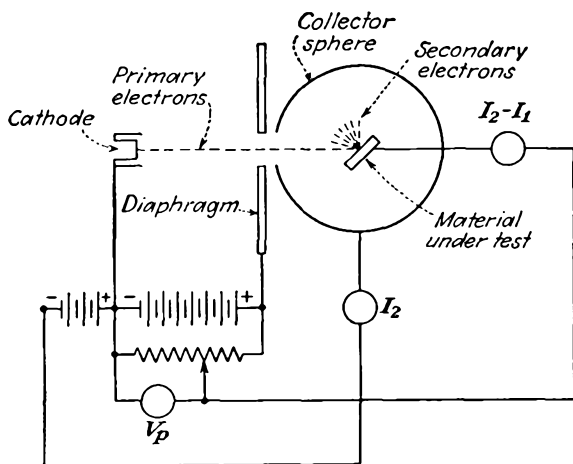 Collector
sphere
Secondary
electrons
Primary
electrons
I₂-I₁
Cathode
Diaphragm
Material
under test
- + - +
I₂
Vₚ